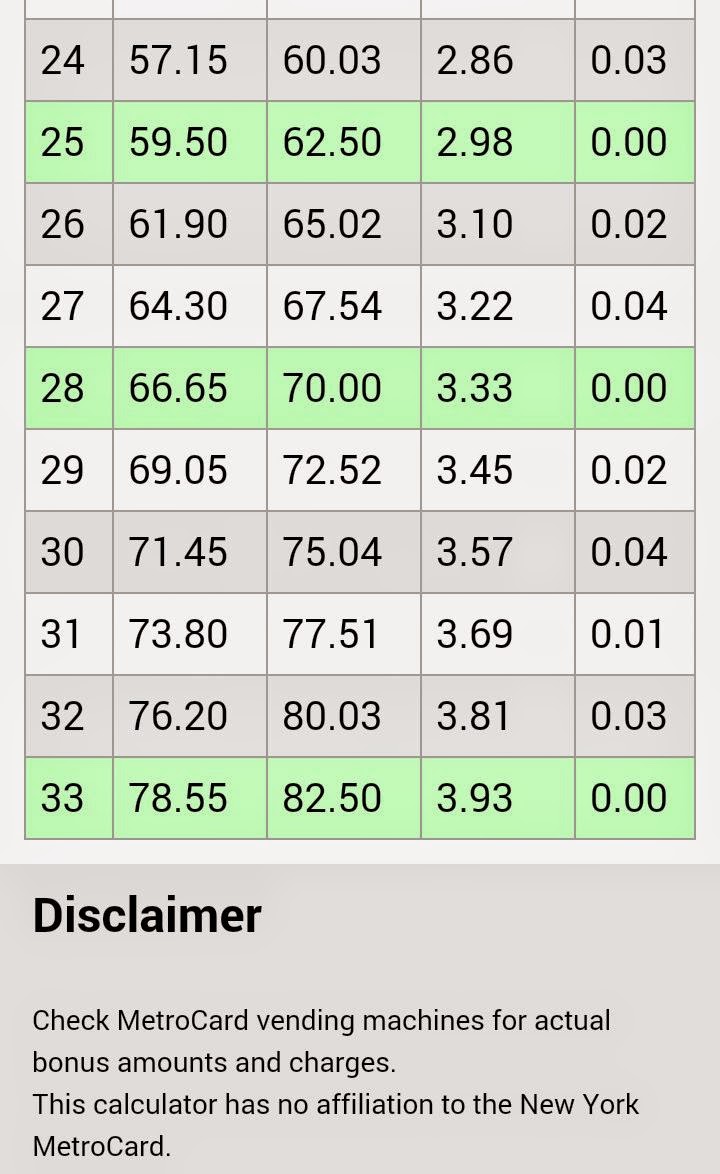 24 57.15 60.03 2.86 0.03
25 59.50 62.50 2.98 0.00
26 61.90 65.02 3.10 0.02
27 64.30 67.54 3.22 0.04
28 66.65 70.00 3.33 0.00
29 69.05 72.52 3.45 0.02
30 71.45 75.04 3.57 0.04
31 73.80 77.51 3.69 0.01
32 76.20 80.03 3.81 0.03
33 78.55 82.50 3.93 0.00
Disclaimer
Check MetroCard vending machines for actual
bonus amounts and charges.
This calculator has no affiliation to the New York
MetroCard.